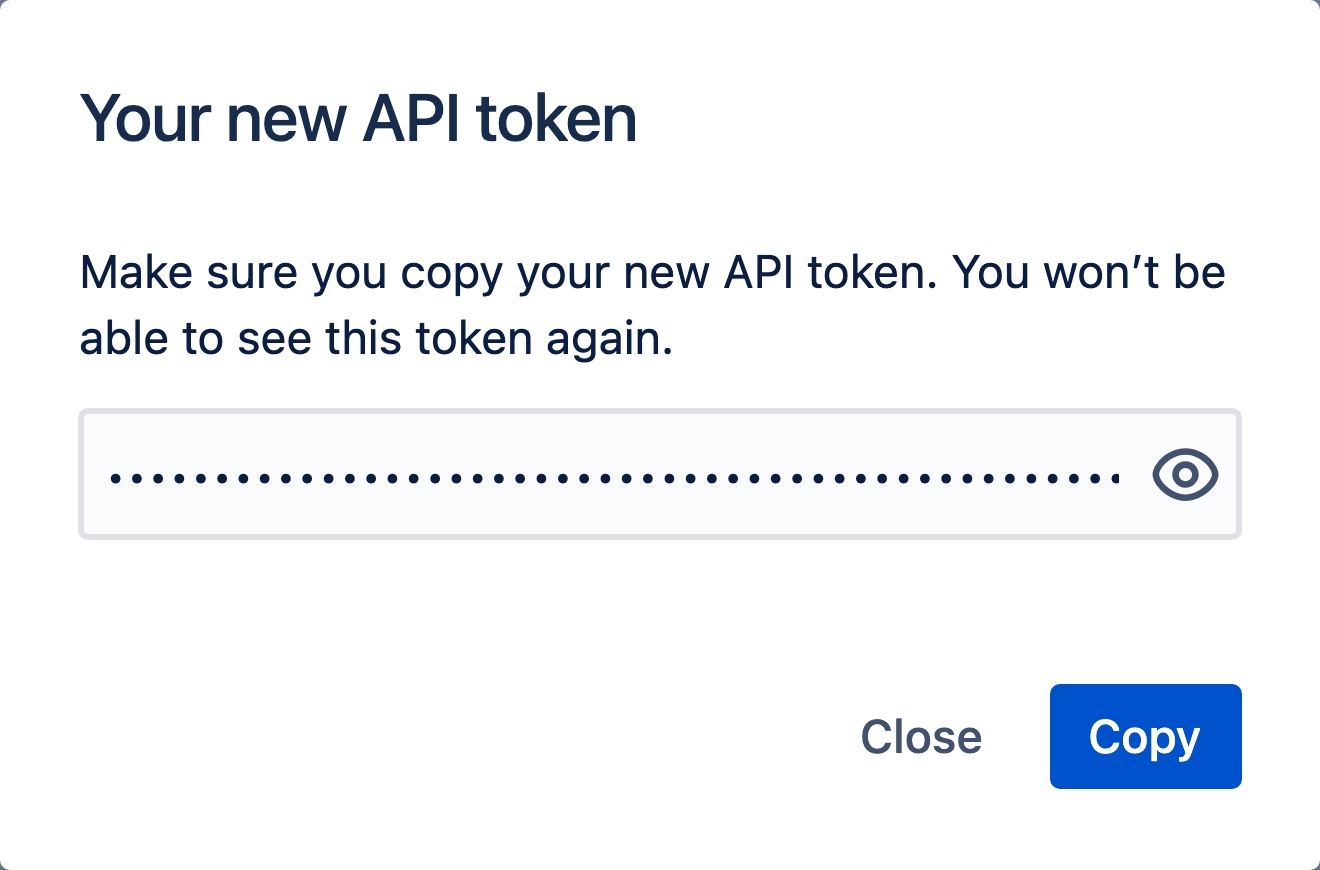 Your new API token
Make sure you copy your new API token. You won’t be
able to see this token again.
Close
Copy